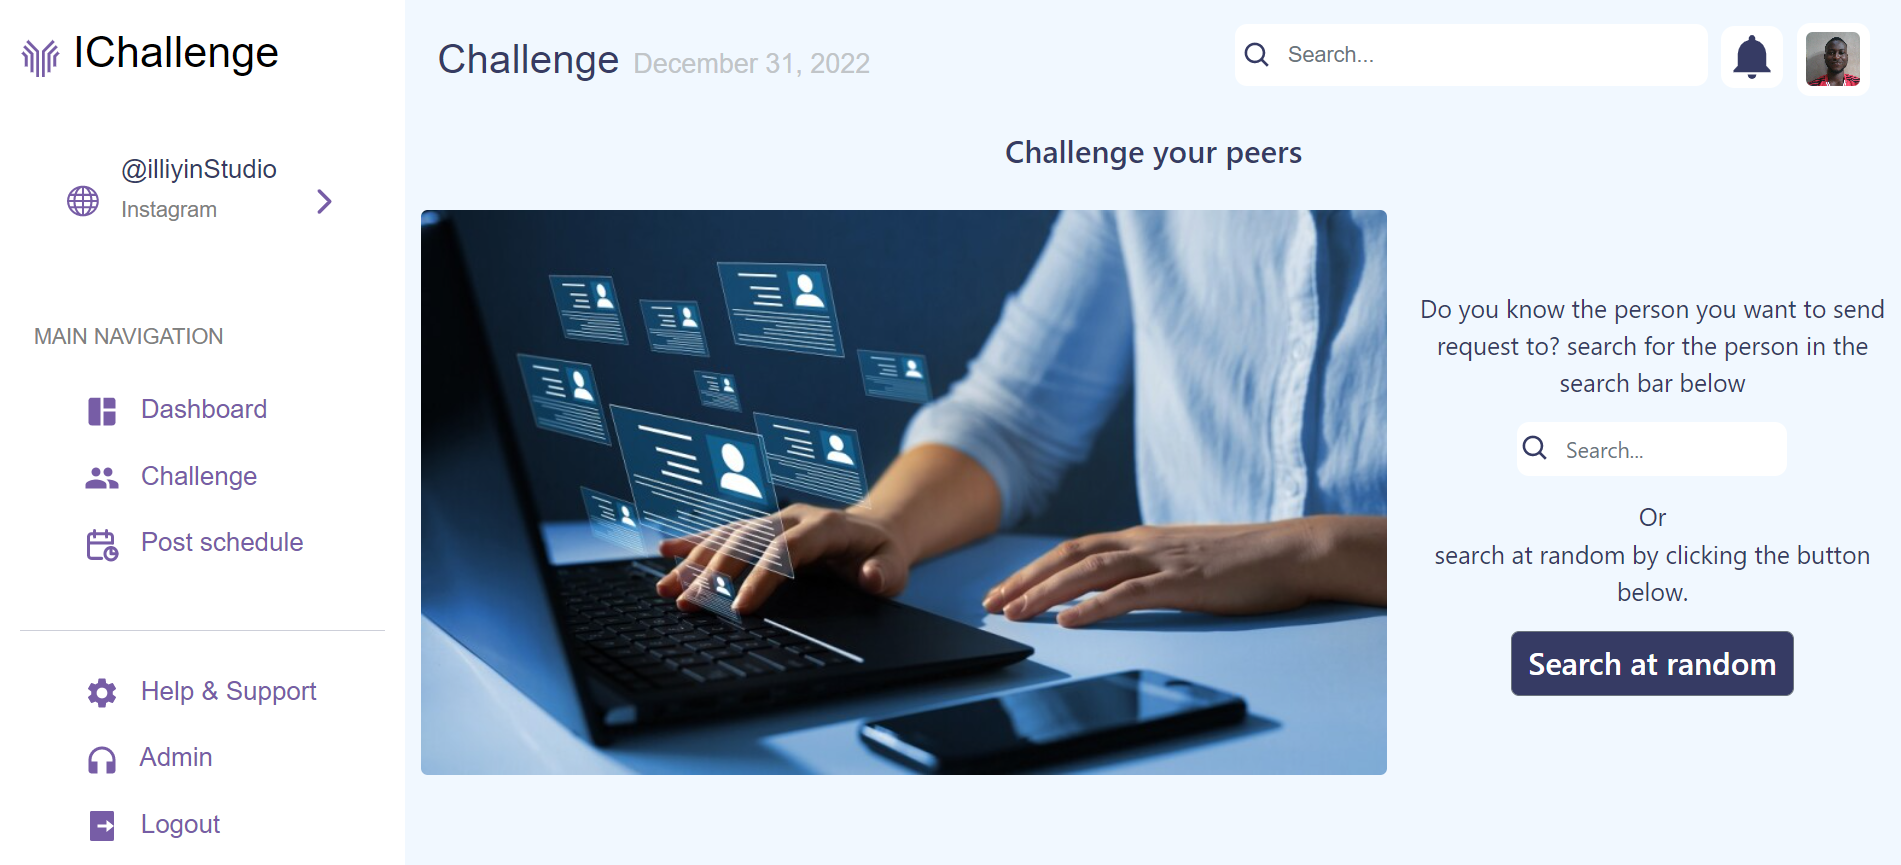 IChallenge
@illiyinStudio
Instagram
MAIN NAVIGATION
Dashboard
Challenge
Post schedule
Help & Support
Admin
Logout
Challenge December 31, 2022
Search...
Challenge your peers
Do you know the person you want to send
request to? search for the person in the
search bar below
Search...
Or
search at random by clicking the button
below.
Search at random